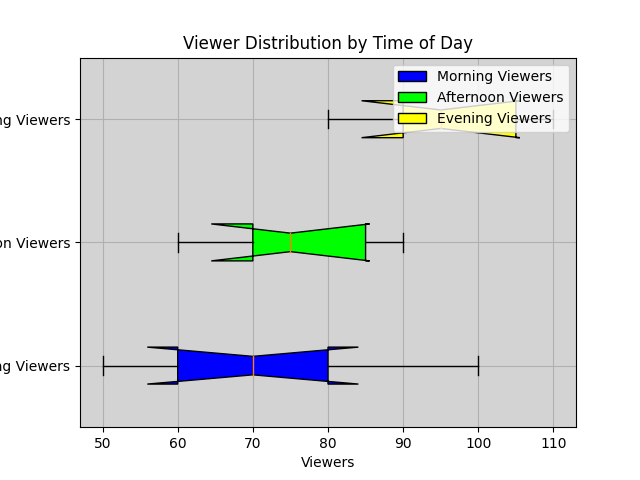 Viewer Distribution by Time of Day
Morning Viewers
Afternoon Viewers
Evening Viewers
ng Viewers
on Viewers
ng Viewers
50 60 70 80 90 100 110
Viewers